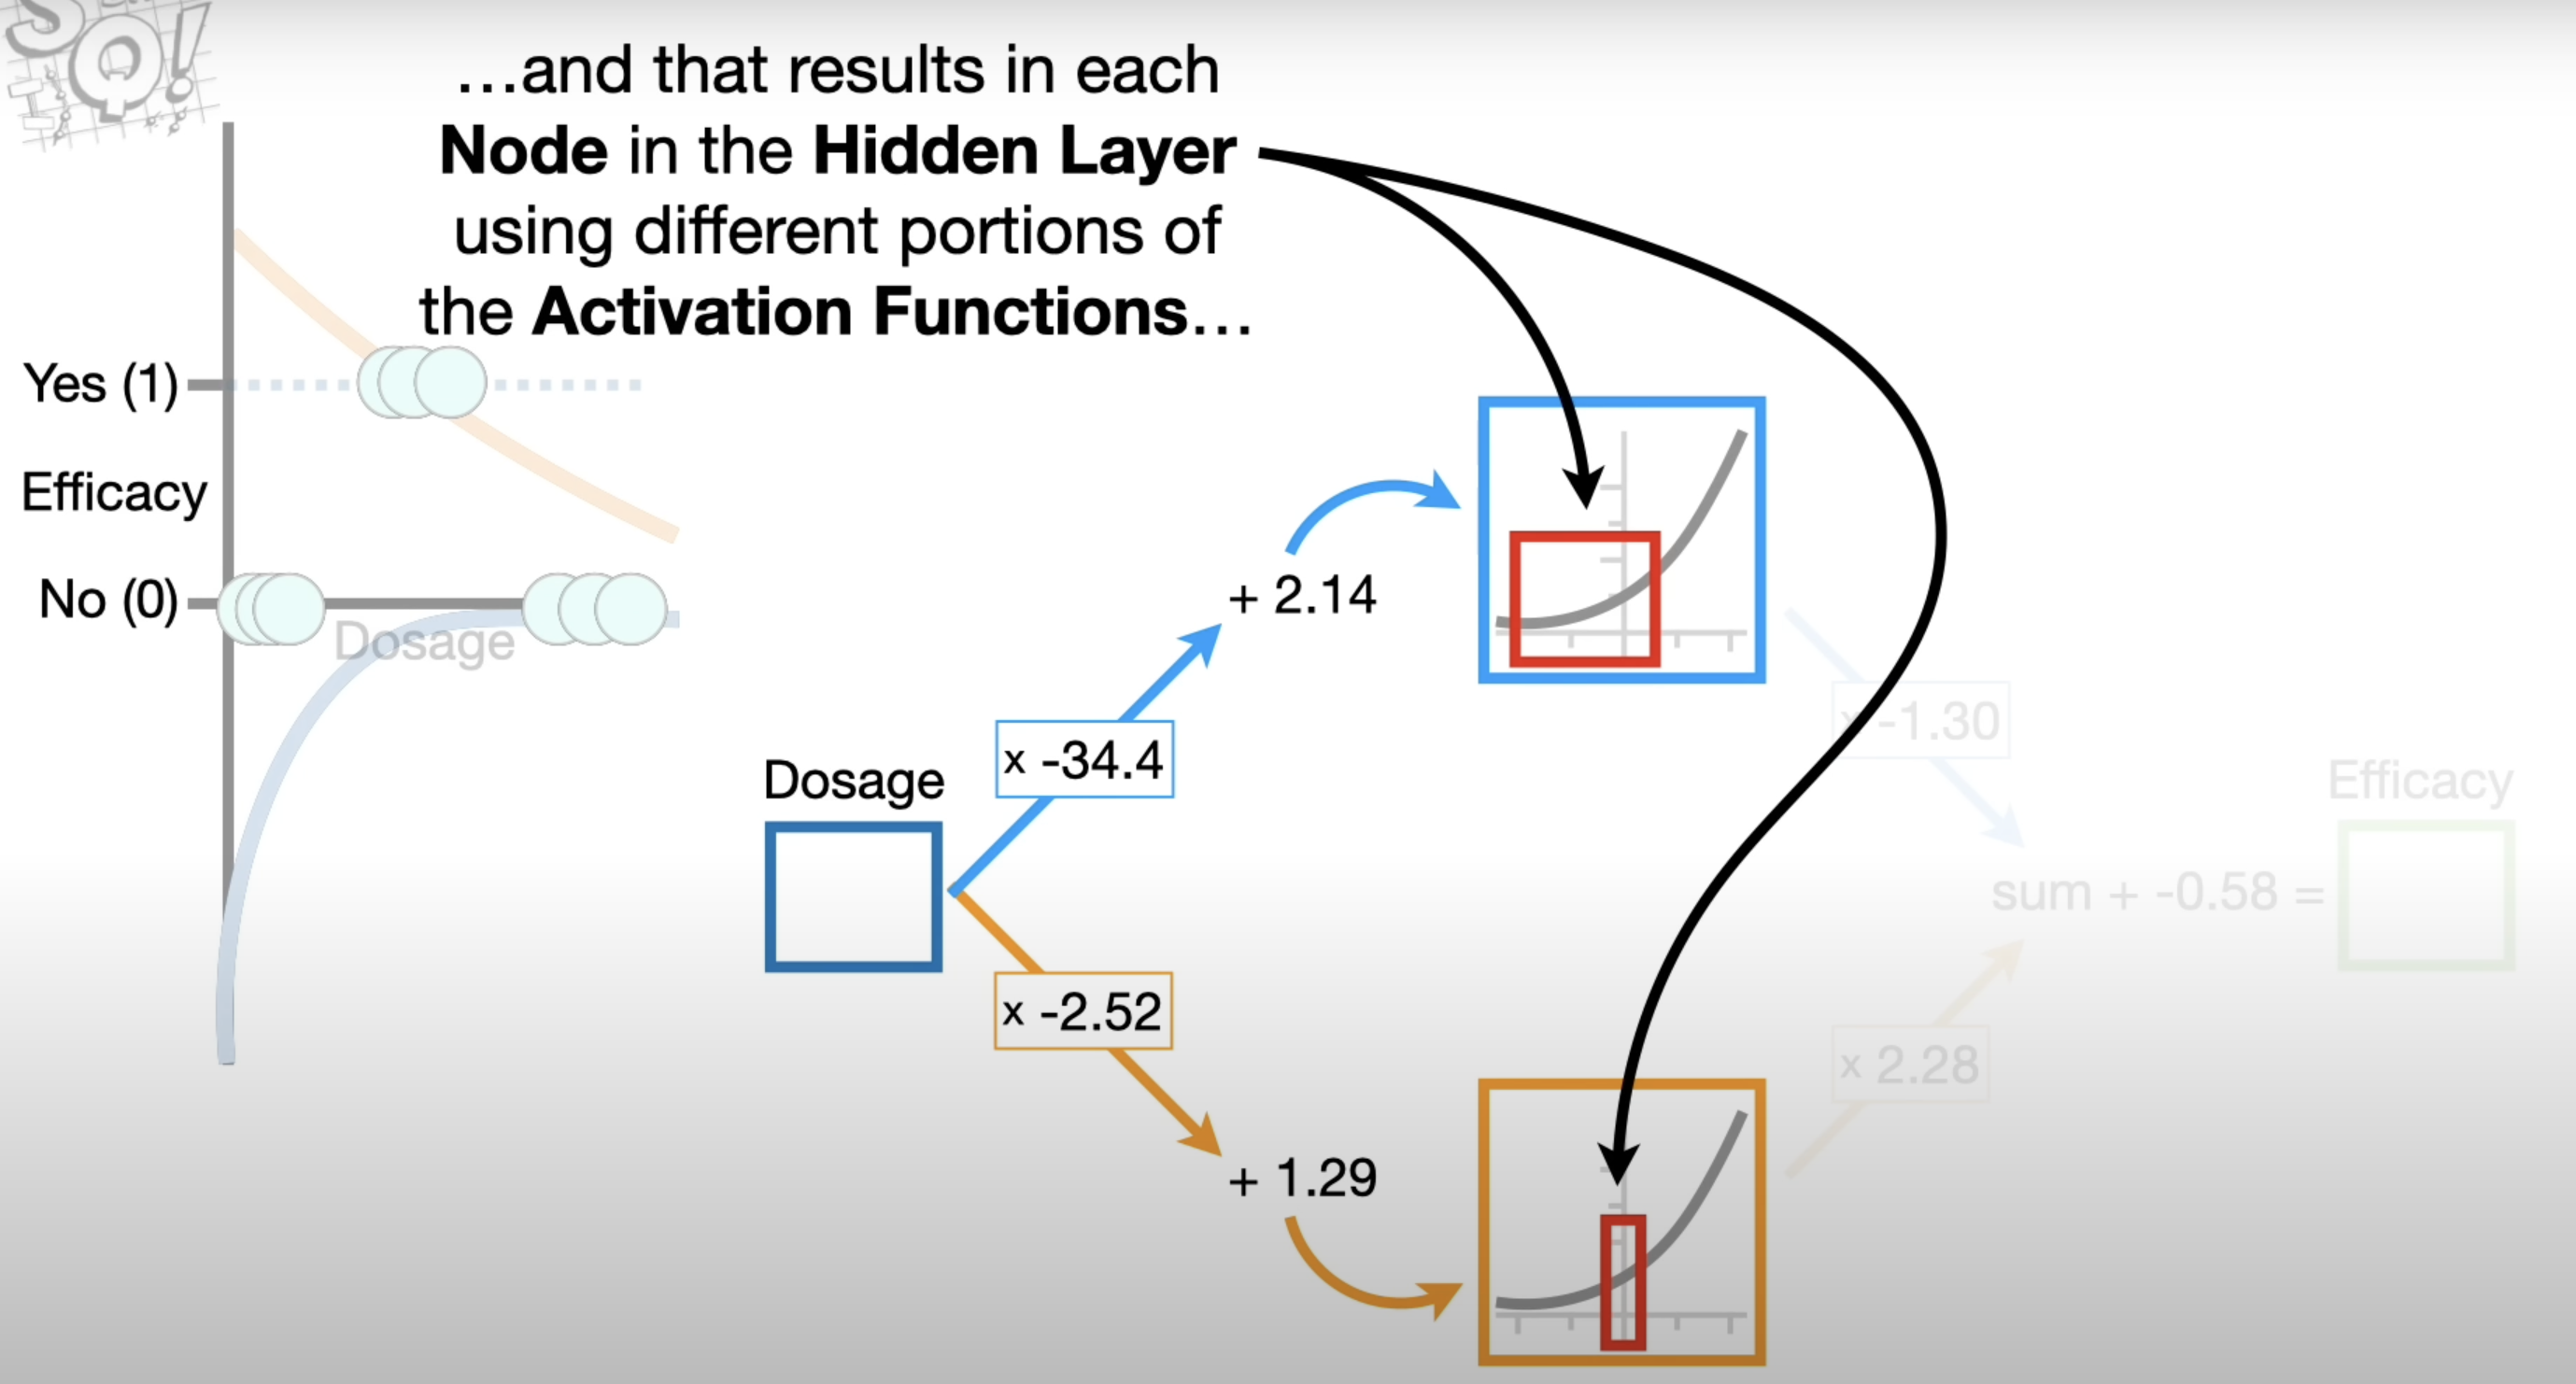 …and that results in each
Node in the Hidden Layer
using different portions of
the Activation Functions…
Yes (1)
Efficacy
No (0)
Dosage
+ 2.14
x -34.4
x -1.30
Dosage
Efficacy
sum + -0.58 =
x -2.52
x 2.28
+ 1.29